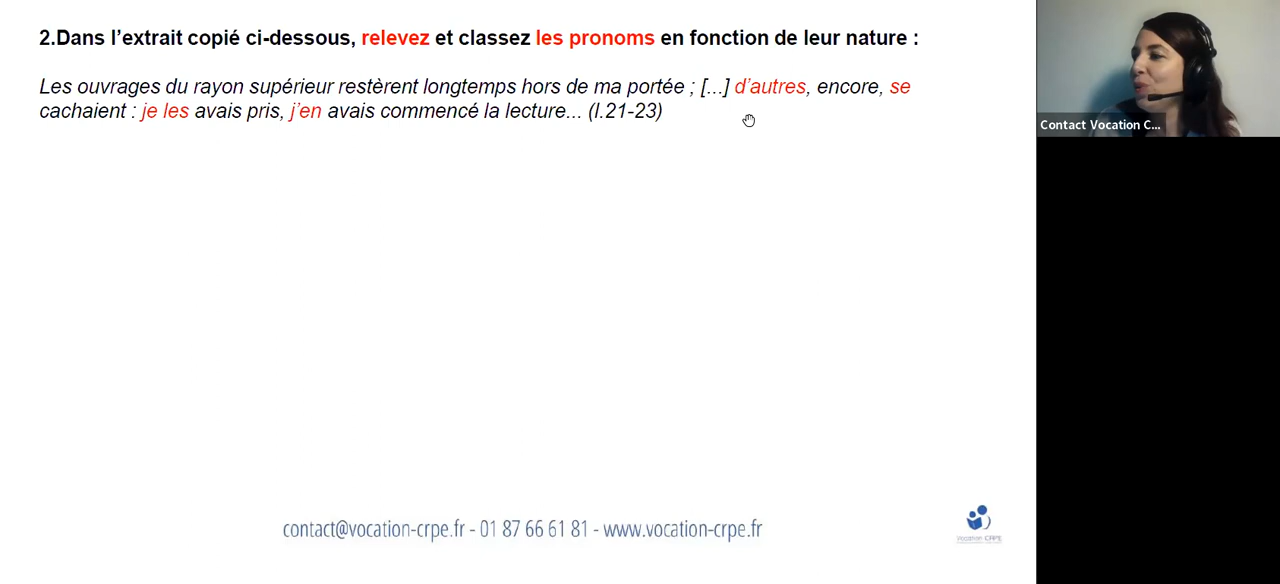 2.Dans l’extrait copié ci-dessous, relevez et classez les pronoms en fonction de leur nature :
Les ouvrages du rayon supérieur restèrent longtemps hors de ma portée ; [...] d’autres, encore, se
cachaient : je les avais pris, j’en avais commencé la lecture... (l.21-23)
Contact Vocation C...
contact@vocation-crpe.fr - 01 87 66 61 81 - www.vocation-crpe.fr
Vocation CRPE